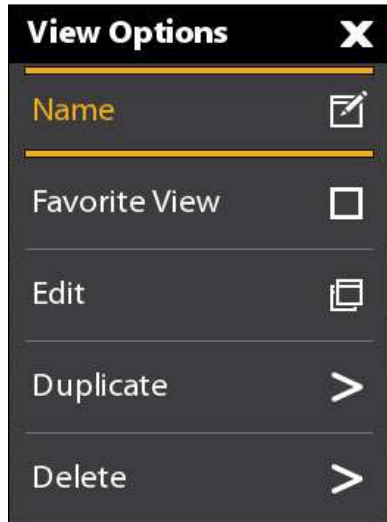 View Options
Name
Favorite View
Edit
Duplicate
Delete